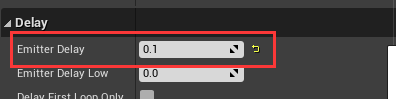 Delay
Emitter Delay 0.1
Emitter Delay Low 0.0
Delay First Loop Only